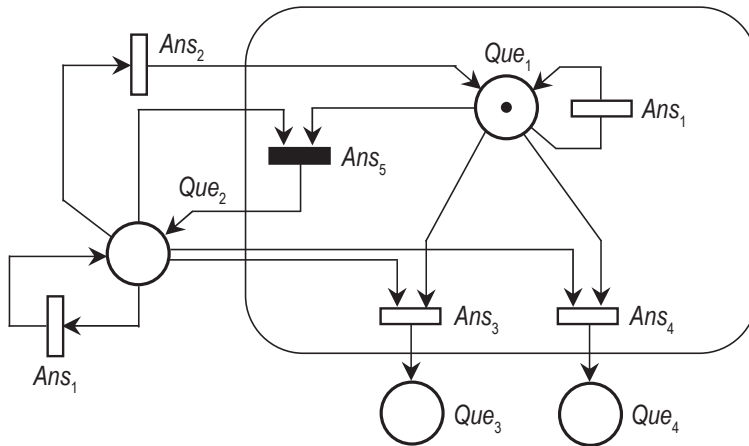 Ans₂
Que₁
Ans₁
Ans₅
Que₂
Ans₃
Ans₄
Ans₁
Que₃
Que₄